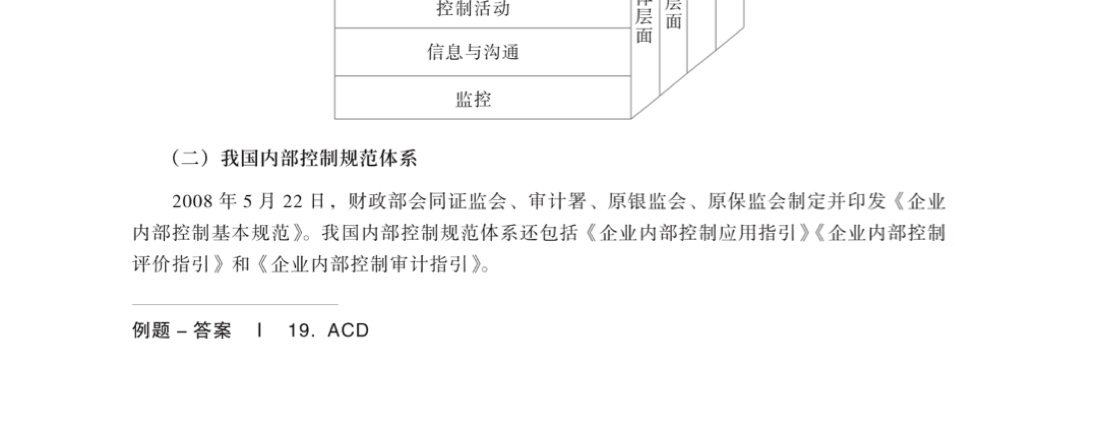 控制活动
信息与沟通
监控
层面
层面
（二）我国内部控制规范体系
2008 年 5 月 22 日，财政部会同证监会、审计署、原银监会、原保监会制定并印发《企业
内部控制基本规范》。我国内部控制规范体系还包括《企业内部控制应用指引》《企业内部控制
评价指引》和《企业内部控制审计指引》。
例题 – 答案 | 19. ACD